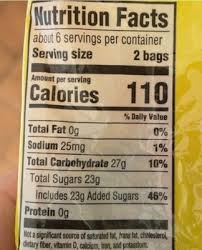 Nutrition Facts
about 6 servings per container
Serving size 2 bags
Amount per serving
Calories 110
% Daily Value
Total Fat 0g 0%
Sodium 25mg 1%
Total Carbohydrate 27g 10%
Total Sugars 23g
Includes 23g Added Sugars 46%
Protein 0g
Not a significant source of saturated fat, trans fat, cholesterol,
dietary fiber, vitamin D, calcium, iron, and potassium.